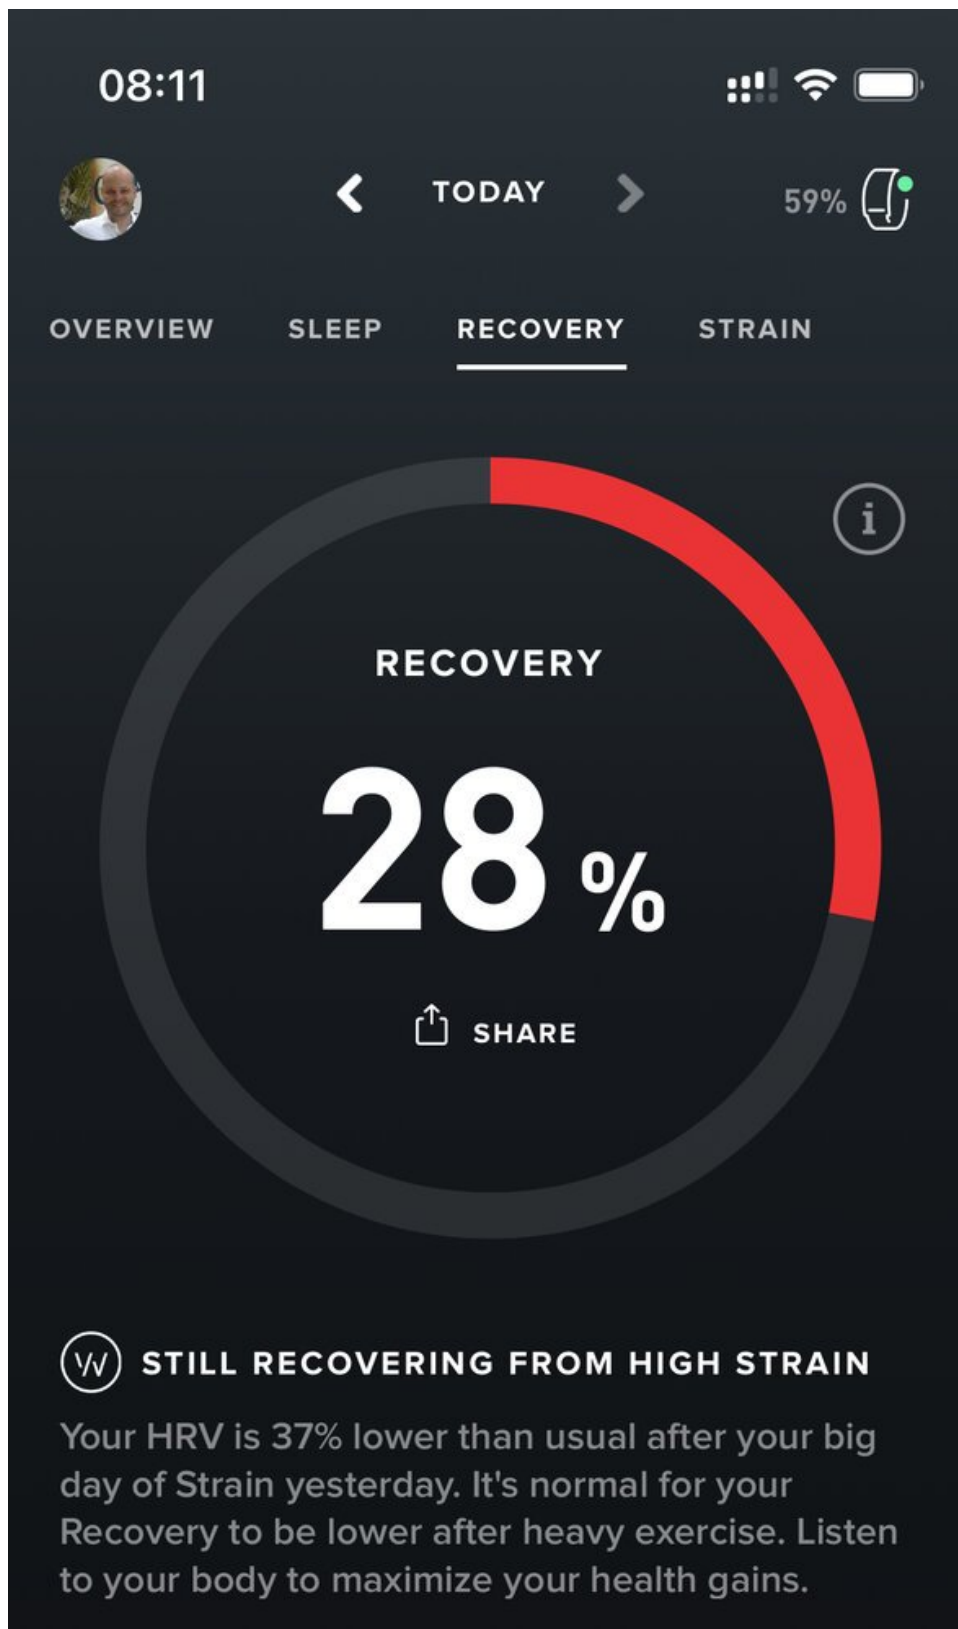 08:11
TODAY
59%
OVERVIEW SLEEP RECOVERY STRAIN
i
RECOVERY
28 %
SHARE
W STILL RECOVERING FROM HIGH STRAIN
Your HRV is 37% lower than usual after your big
day of Strain yesterday. It's normal for your
Recovery to be lower after heavy exercise. Listen
to your body to maximize your health gains.